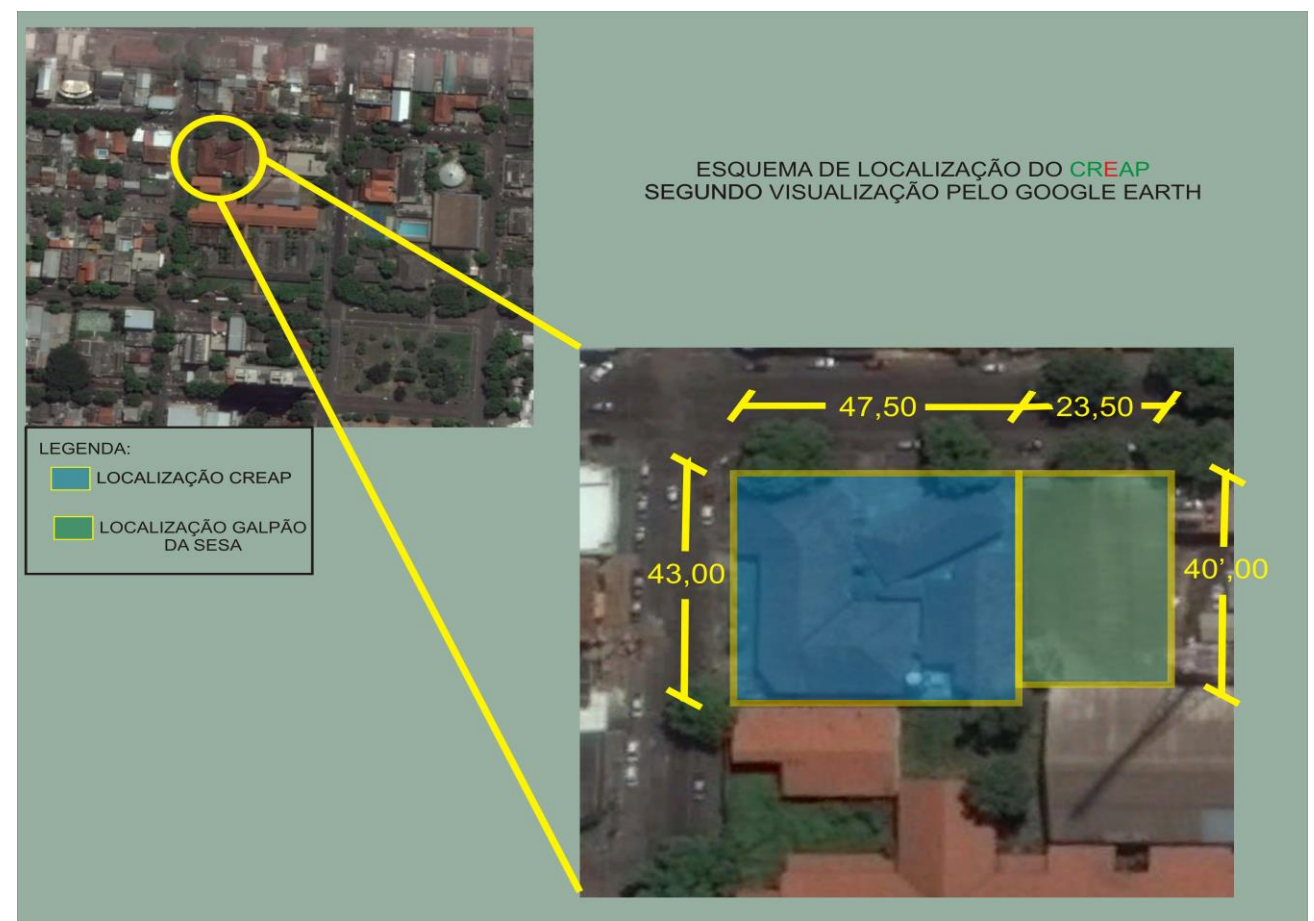 ESQUEMA DE LOCALIZAÇÃO DO CREAP
SEGUNDO VISUALIZAÇÃO PELO GOOGLE EARTH
LEGENDA:
LOCALIZAÇÃO CREAP
LOCALIZAÇÃO GALPÃO
DA SESA
47,50
23,50
43,00
40',00